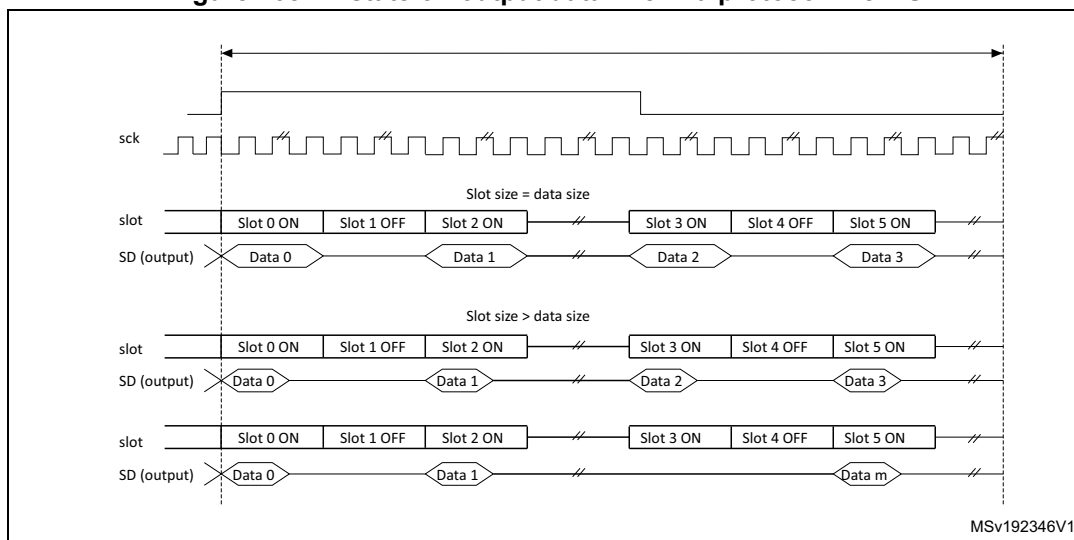 sck
Slot size = data size
slot Slot 0 ON Slot 1 OFF Slot 2 ON Slot 3 ON Slot 4 OFF Slot 5 ON
SD (output) Data 0 Data 1 Data 2 Data 3
Slot size > data size
slot Slot 0 ON Slot 1 OFF Slot 2 ON Slot 3 ON Slot 4 OFF Slot 5 ON
SD (output) Data 0 Data 1 Data 2 Data 3
slot Slot 0 ON Slot 1 OFF Slot 2 ON Slot 3 ON Slot 4 OFF Slot 5 ON
SD (output) Data 0 Data 1 Data m
MSv192346V1